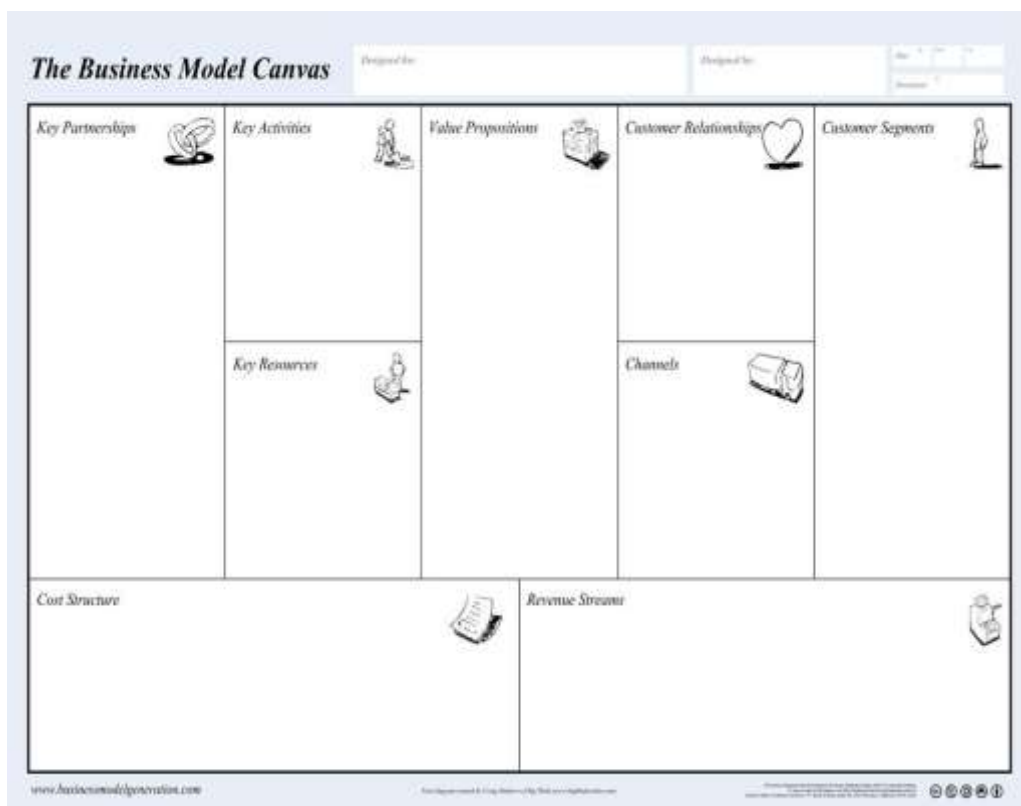 The Business Model Canvas
Designed for:
Designed by:
Key Partnerships
Key Activities
Value Propositions
Customer Relationships
Customer Segments
Key Resources
Channels
Cost Structure
Revenue Streams
www.businessmodelgeneration.com